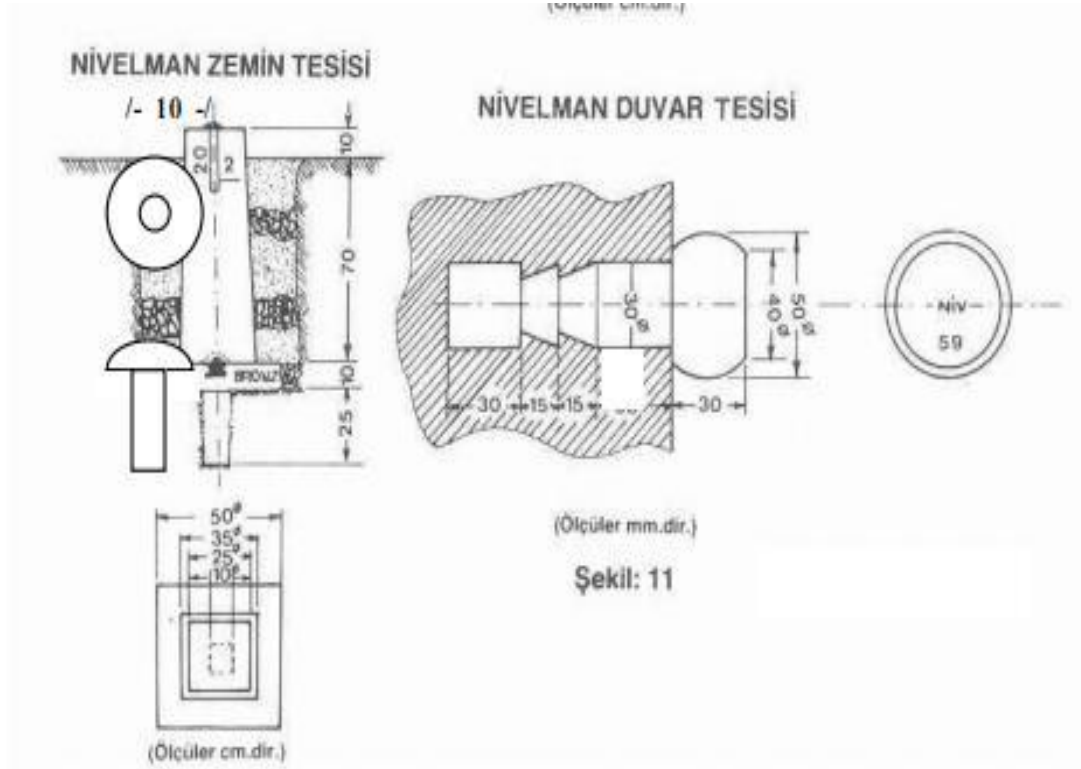 (Ölçüler cm.dir.)
NİVELMAN ZEMİN TESİSİ
/- 10 -/
10
20
2
70
BRONZ
10
25
50ø
35ø
25ø
10ø
(Ölçüler cm.dir.)
NİVELMAN DUVAR TESİSİ
30ø
40ø
50ø
30
15
15
30
NİV
59
(Ölçüler mm.dir.)
Şekil: 11